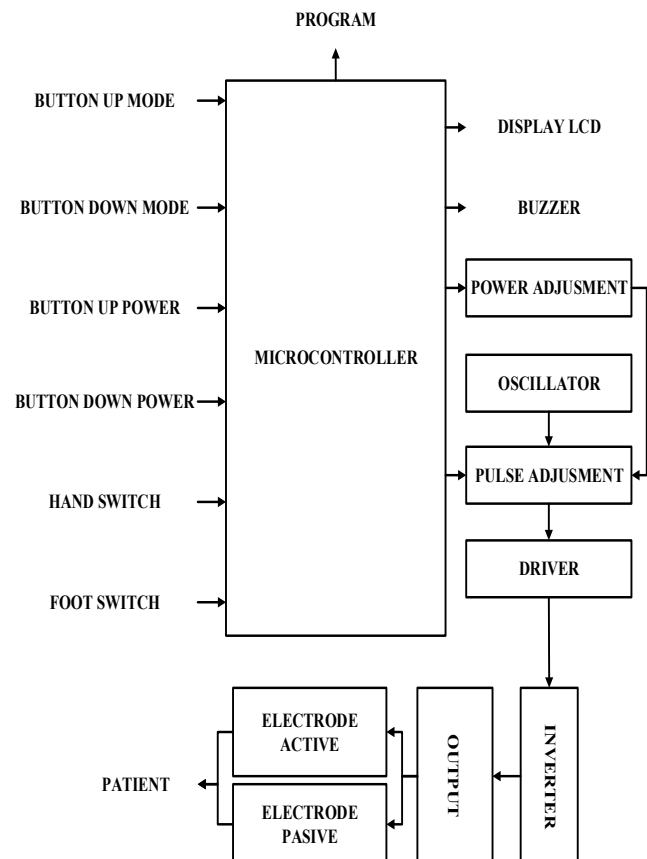 PROGRAM
BUTTON UP MODE
DISPLAY LCD
BUTTON DOWN MODE
BUZZER
POWER ADJUSMENT
BUTTON UP POWER
MICROCONTROLLER
OSCILLATOR
BUTTON DOWN POWER
PULSE ADJUSMENT
HAND SWITCH
DRIVER
FOOT SWITCH
ELECTRODE
ACTIVE
OUTPUT
INVERTER
PATIENT
ELECTRODE
PASIVE